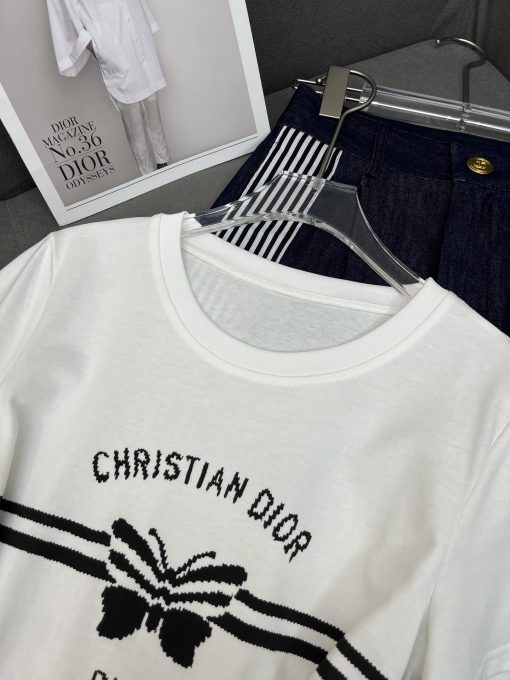 DIOR
MAGAZINE
No.36
DIOR
ODYSSEYS
CHRISTIAN DIOR